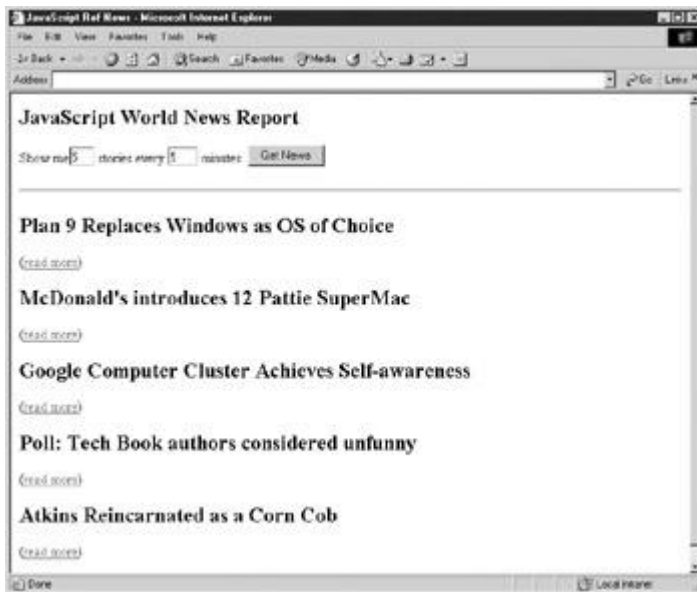 JavaScript Ref News - Microsoft Internet Explorer
File Edit View Favorites Tools Help
Back Search Favorites Media
Address Go Links
JavaScript World News Report
Show me 5 stories every 5 minutes Get News
Plan 9 Replaces Windows as OS of Choice
(read more)
McDonald's introduces 12 Pattie SuperMac
(read more)
Google Computer Cluster Achieves Self-awareness
(read more)
Poll: Tech Book authors considered unfunny
(read more)
Atkins Reincarnated as a Corn Cob
(read more)
Done Local intranet